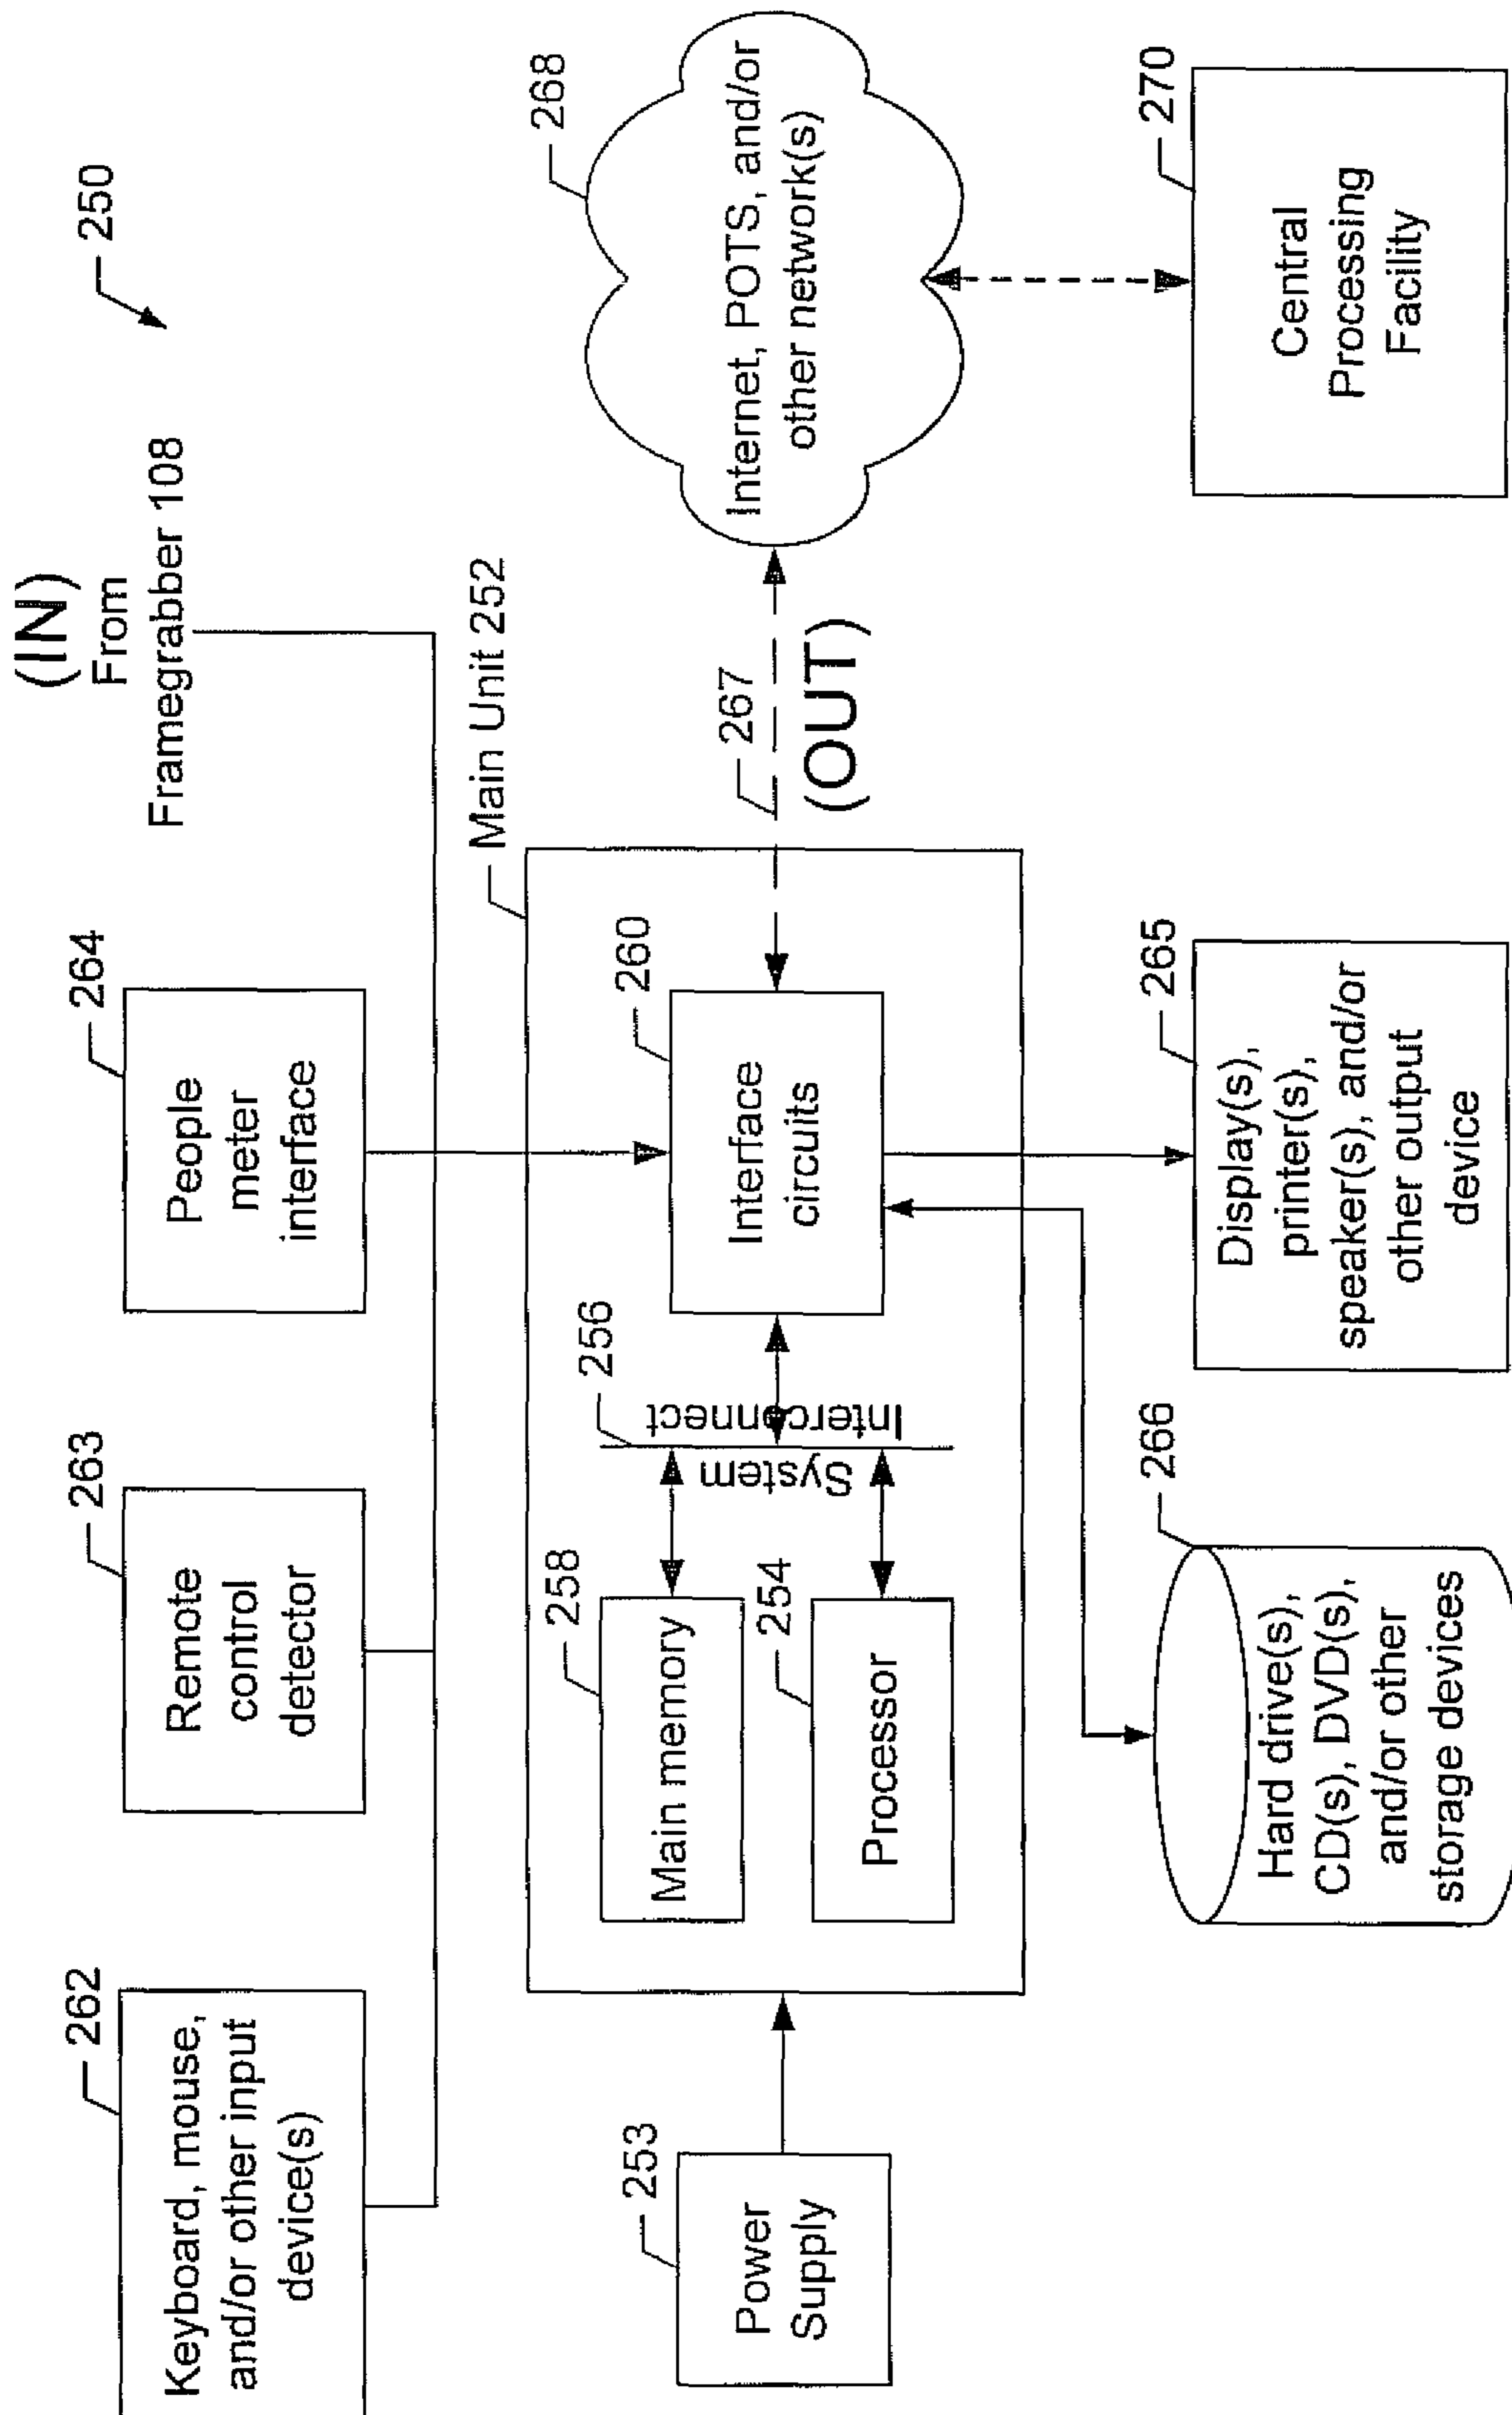 250
(IN)
From
Framegrabber 108
262
Keyboard, mouse,
and/or other input
device(s)
263
Remote
control
detector
264
People
meter
interface
Main Unit 252
253
Power
Supply
258
Main memory
254
Processor
256
System
Interconnect
260
Interface
circuits
267
(OUT)
268
Internet, POTS, and/or
other network(s)
266
Hard drive(s),
CD(s), DVD(s),
and/or other
storage devices
265
Display(s),
printer(s),
speaker(s), and/or
other output
device
270
Central
Processing
Facility